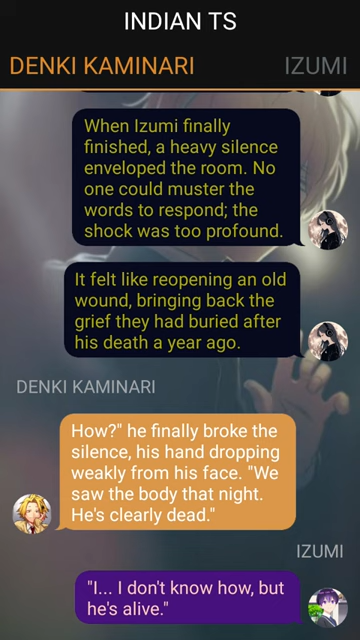 INDIAN TS
DENKI KAMINARI IZUMI
When Izumi finally
finished, a heavy silence
enveloped the room. No
one could muster the
words to respond; the
shock was too profound.
It felt like reopening an old
wound, bringing back the
grief they had buried after
his death a year ago.
DENKI KAMINARI
How?" he finally broke the
silence, his hand dropping
weakly from his face. "We
saw the body that night.
He's clearly dead."
IZUMI
"I... I don't know how, but
he's alive."